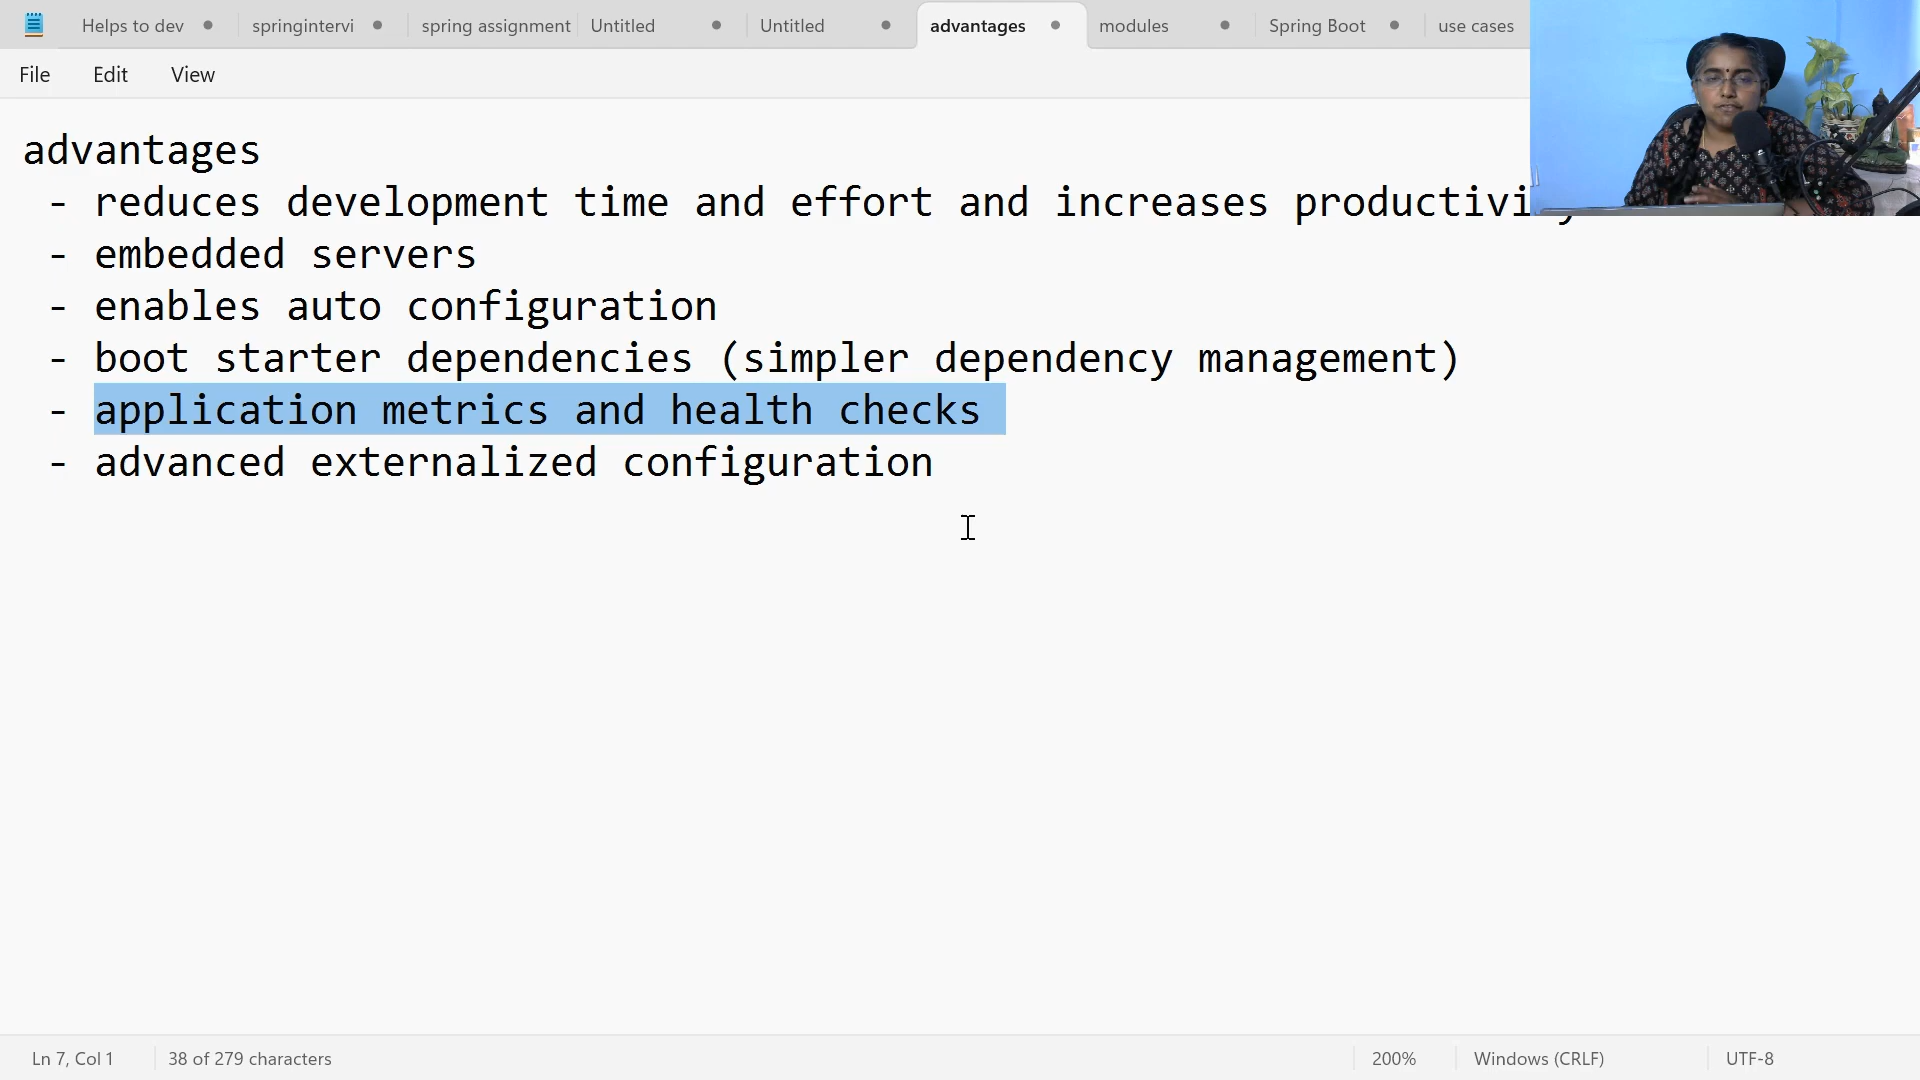 Helps to dev
springintervi
spring assignment
Untitled
Untitled
advantages
modules
Spring Boot
use cases
File Edit View
advantages
- reduces development time and effort and increases
- embedded servers
- enables auto configuration
- boot starter dependencies (simpler dependency management)
- application metrics and health checks
- advanced externalized configuration
Ln 7, Col 1
38 of 279 characters
200%
Windows (CRLF)
UTF-8